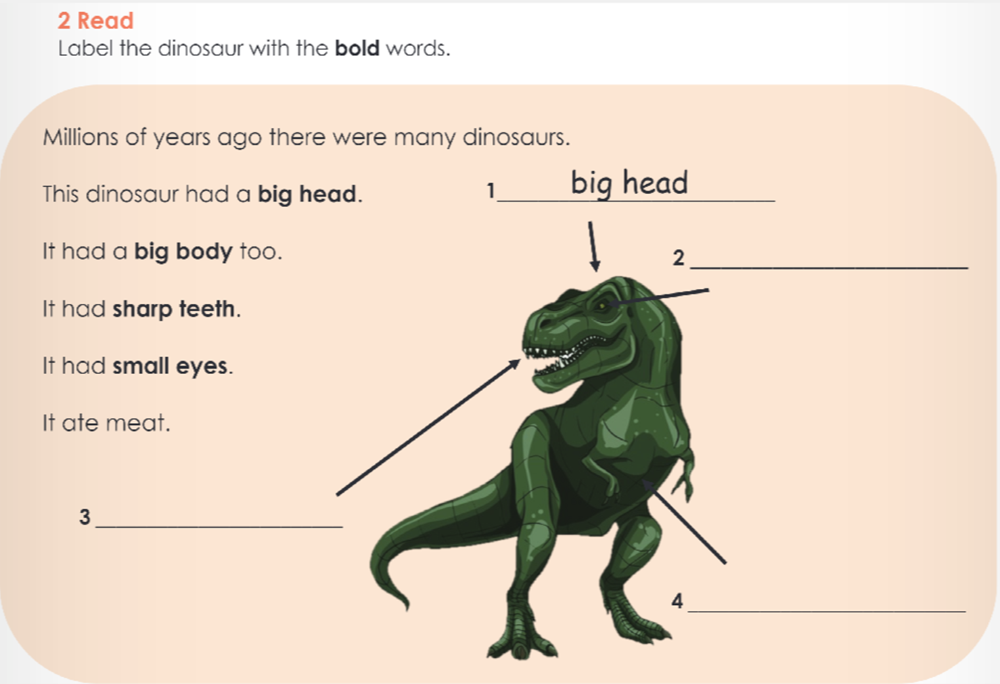 2 Read
Label the dinosaur with the bold words.
Millions of years ago there were many dinosaurs.
This dinosaur had a big head.
1 big head
It had a big body too.
2
It had sharp teeth.
It had small eyes.
It ate meat.
3
4